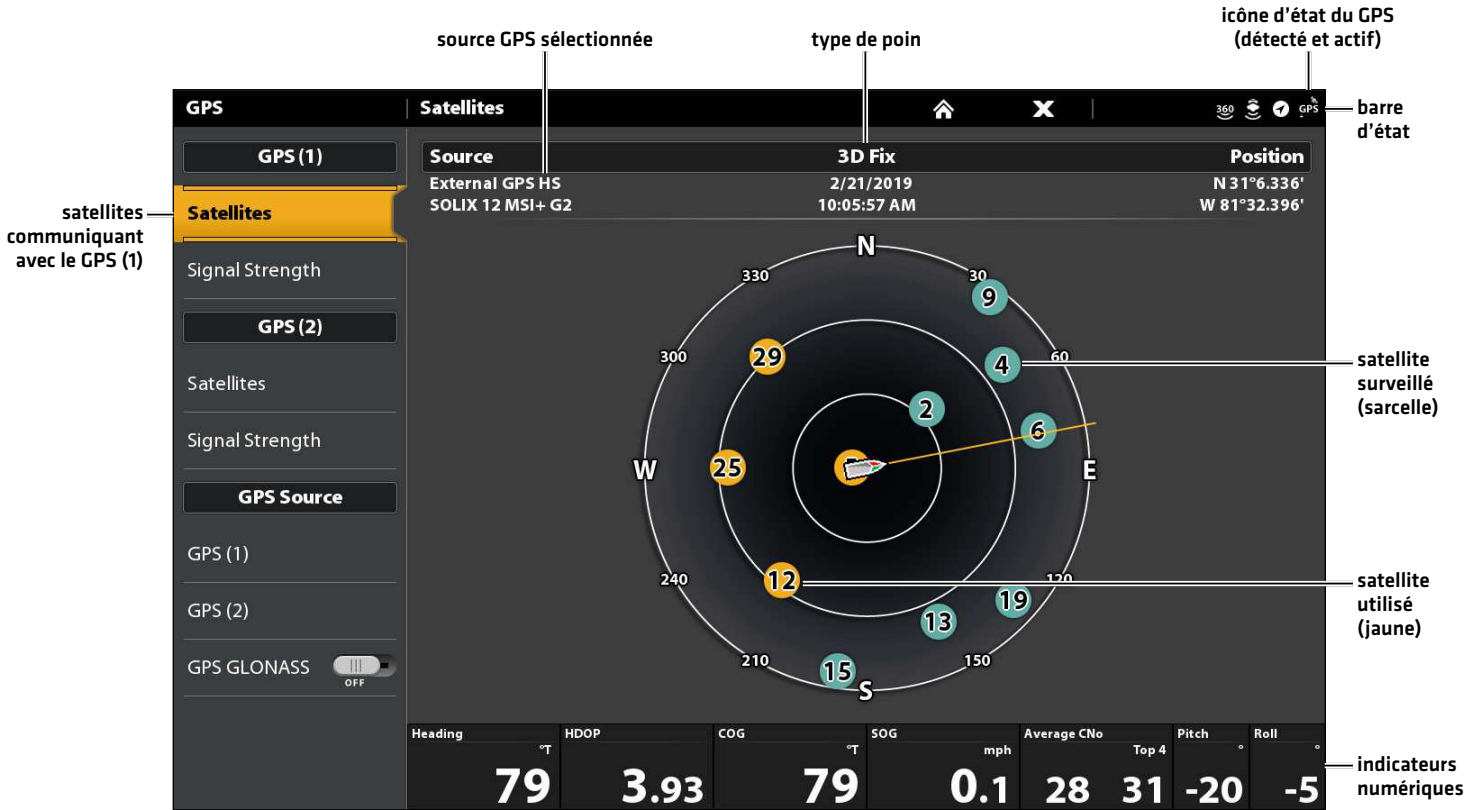 icône d'état du GPS
(détecté et actif)
source GPS sélectionnée
type de poin
GPS
Satellites
360
GPS
barre
d'état
GPS (1)
Source
3D Fix
Position
External GPS HS
2/21/2019
N 31°6.336'
SOLIX 12 MSI+ G2
10:05:57 AM
W 81°32.396'
satellites
communiquant
avec le GPS (1)
Satellites
Signal Strength
GPS (2)
Satellites
Signal Strength
GPS Source
GPS (1)
GPS (2)
GPS GLONASS
OFF
N
330
30
9
300
29
4
60
2
6
W
25
E
240
12
120
19
13
210
15
150
S
satellite
surveillé
(sarcelle)
satellite
utilisé
(jaune)
Heading
°T
79
HDOP
3.93
COG
°T
79
SOG
mph
0.1
Average CNo
Top 4
28 31
Pitch
°
-20
Roll
°
-5
indicateurs
numériques